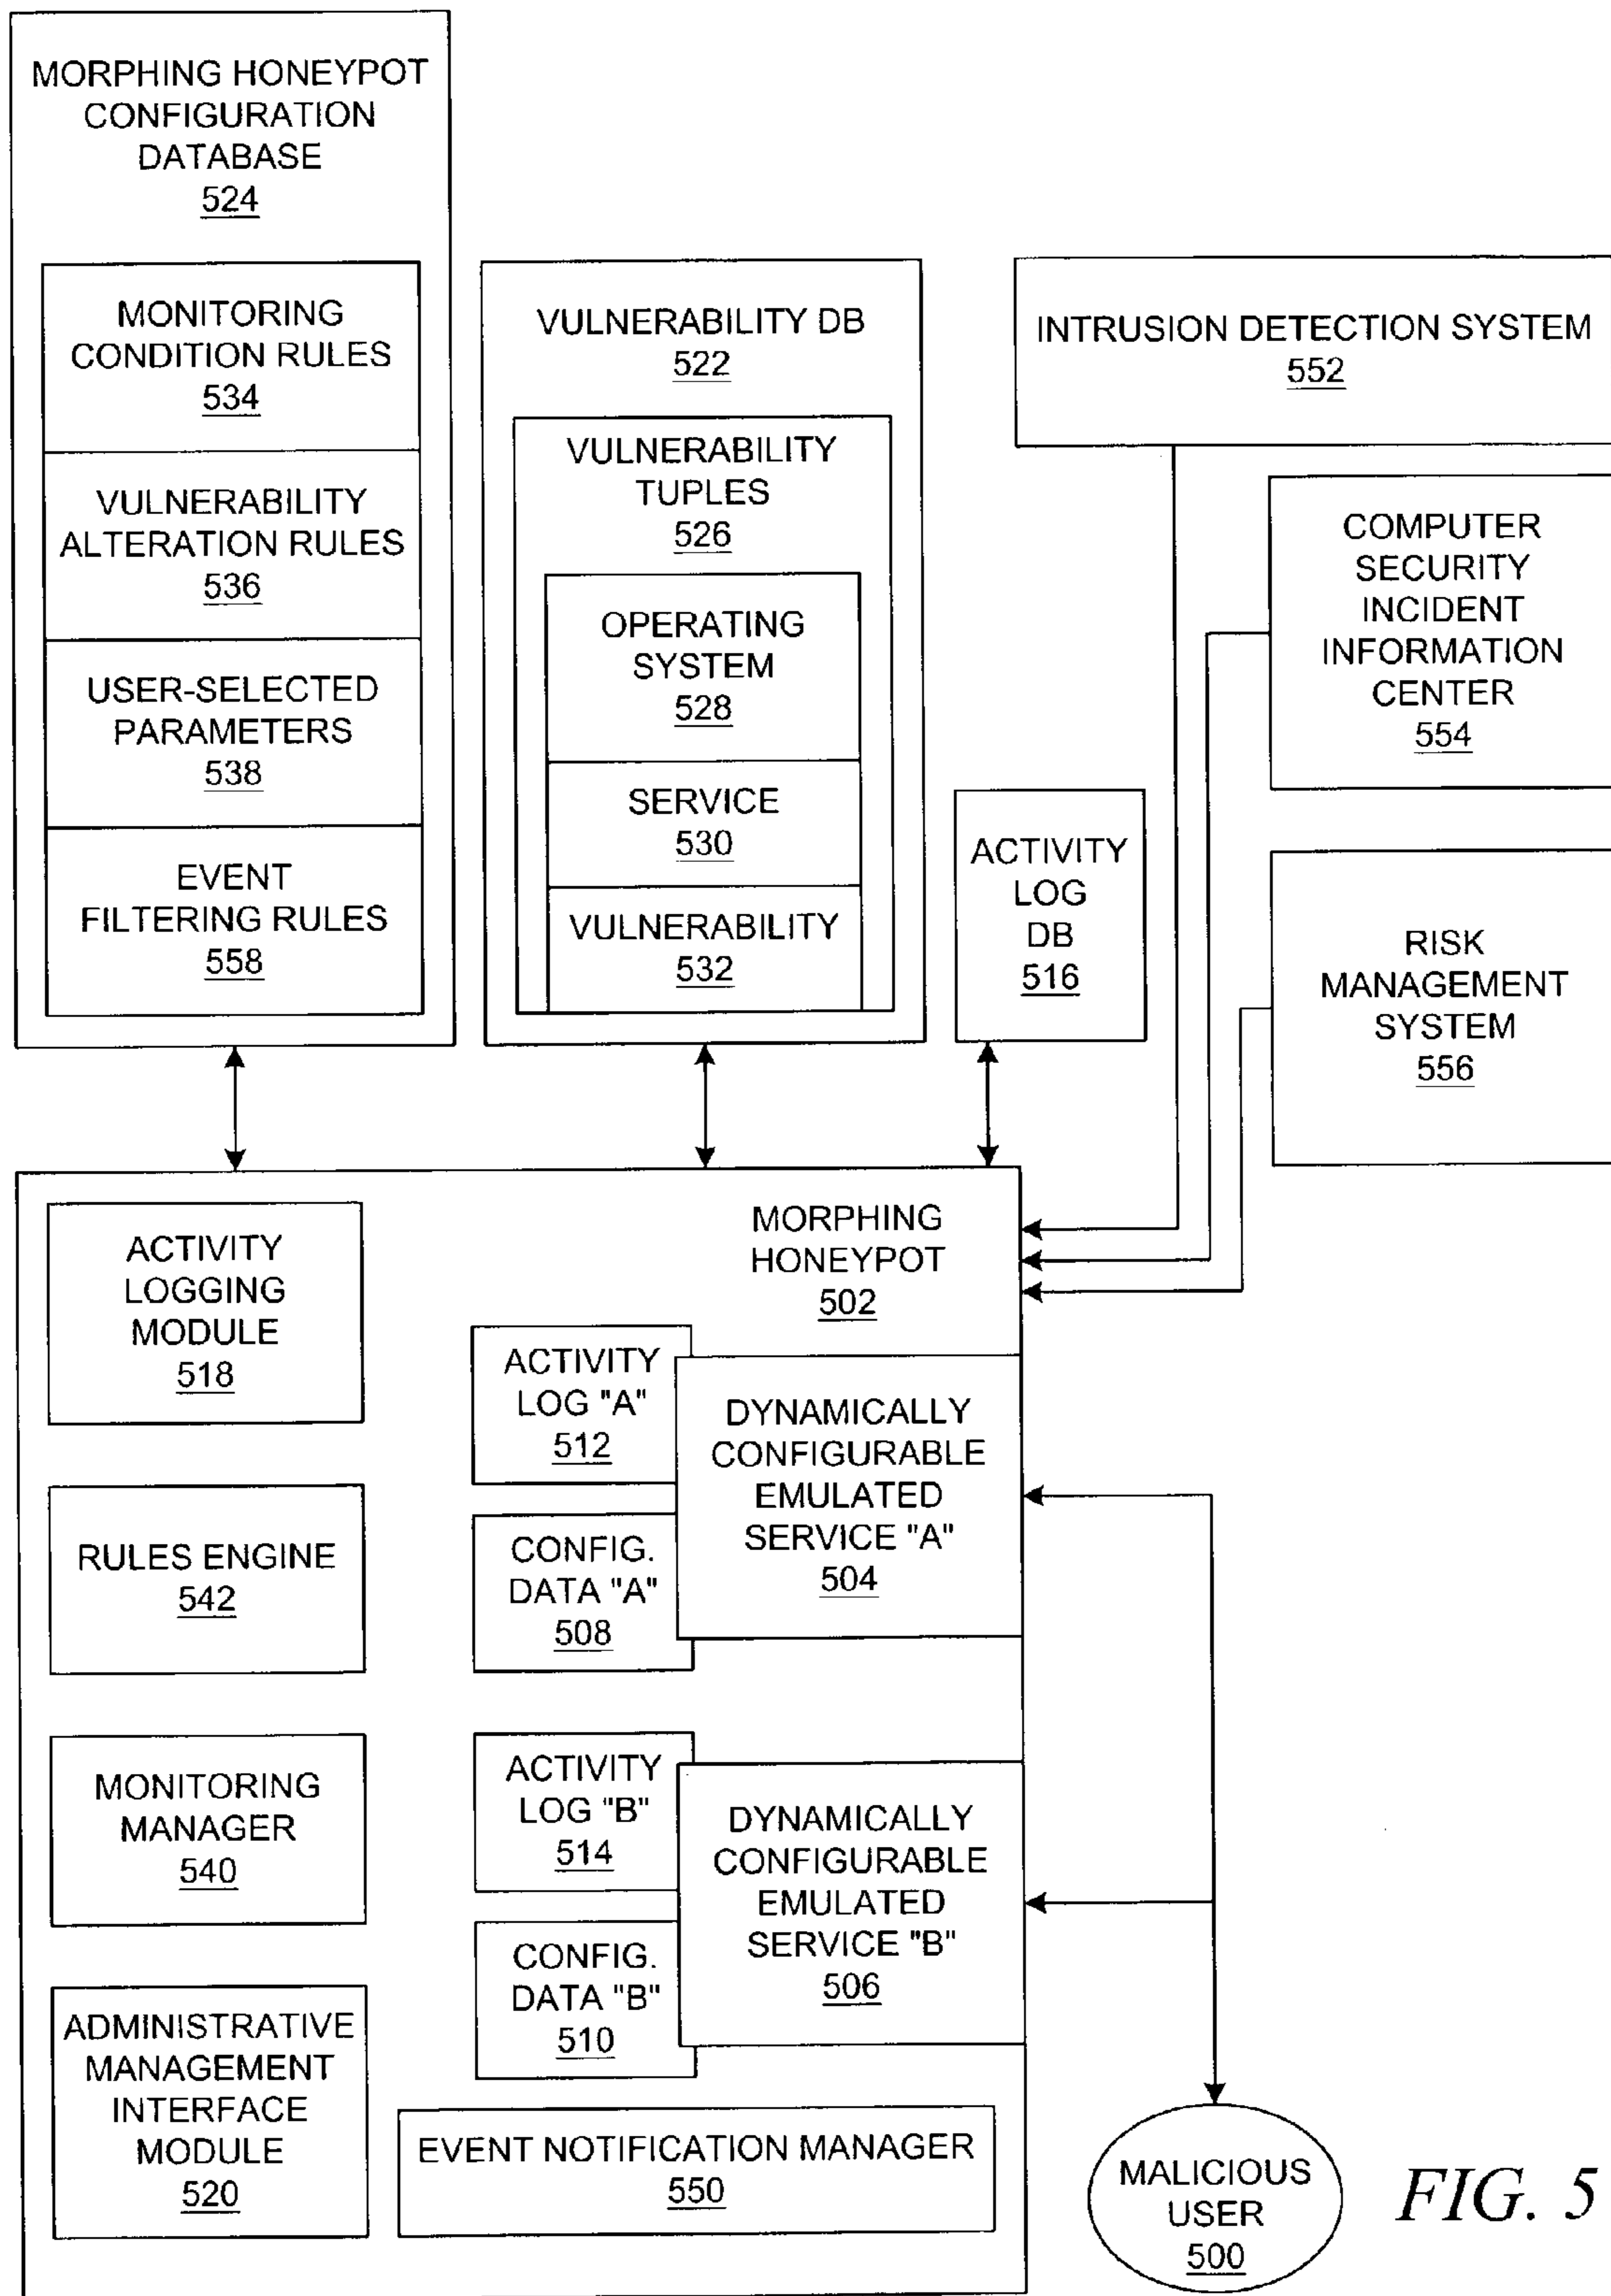 MORPHING HONEYPOT
CONFIGURATION
DATABASE
524
MONITORING
CONDITION RULES
534
VULNERABILITY
ALTERATION RULES
536
USER-SELECTED
PARAMETERS
538
EVENT
FILTERING RULES
558
VULNERABILITY DB
522
VULNERABILITY
TUPLES
526
OPERATING
SYSTEM
528
SERVICE
530
VULNERABILITY
532
ACTIVITY
LOG
DB
516
INTRUSION DETECTION SYSTEM
552
COMPUTER
SECURITY
INCIDENT
INFORMATION
CENTER
554
RISK
MANAGEMENT
SYSTEM
556
MORPHING
HONEYPOT
502
ACTIVITY
LOGGING
MODULE
518
RULES ENGINE
542
MONITORING
MANAGER
540
ADMINISTRATIVE
MANAGEMENT
INTERFACE
MODULE
520
ACTIVITY
LOG "A"
512
CONFIG.
DATA "A"
508
DYNAMICALLY
CONFIGURABLE
EMULATED
SERVICE "A"
504
ACTIVITY
LOG "B"
514
CONFIG.
DATA "B"
510
DYNAMICALLY
CONFIGURABLE
EMULATED
SERVICE "B"
506
EVENT NOTIFICATION MANAGER
550
MALICIOUS
USER
500
FIG. 5